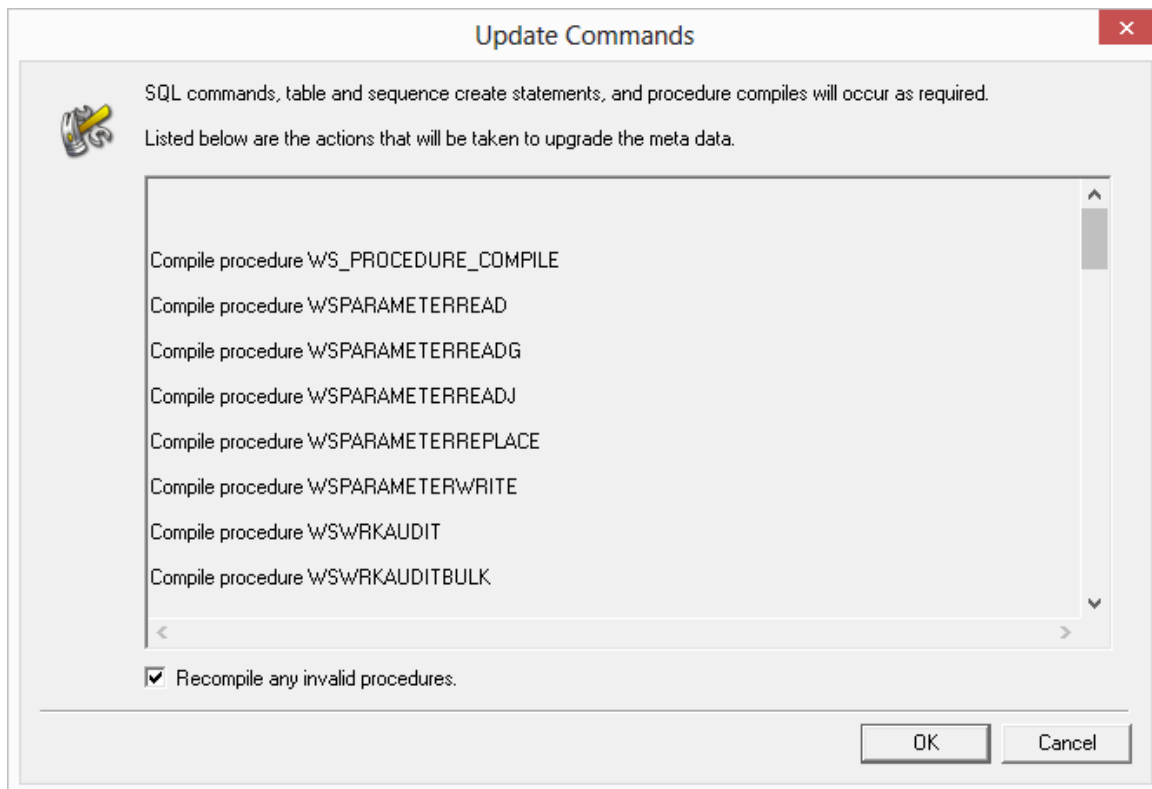 Update Commands
SQL commands, table and sequence create statements, and procedure compiles will occur as required.
Listed below are the actions that will be taken to upgrade the meta data.
Compile procedure WS_PROCEDURE_COMPILE
Compile procedure WSPARAMETERREAD
Compile procedure WSPARAMETERREADG
Compile procedure WSPARAMETERREADJ
Compile procedure WSPARAMETERREPLACE
Compile procedure WSPARAMETERWRITE
Compile procedure WSWRKAUDIT
Compile procedure WSWRKAUDITBULK
Recompile any invalid procedures.
OK
Cancel